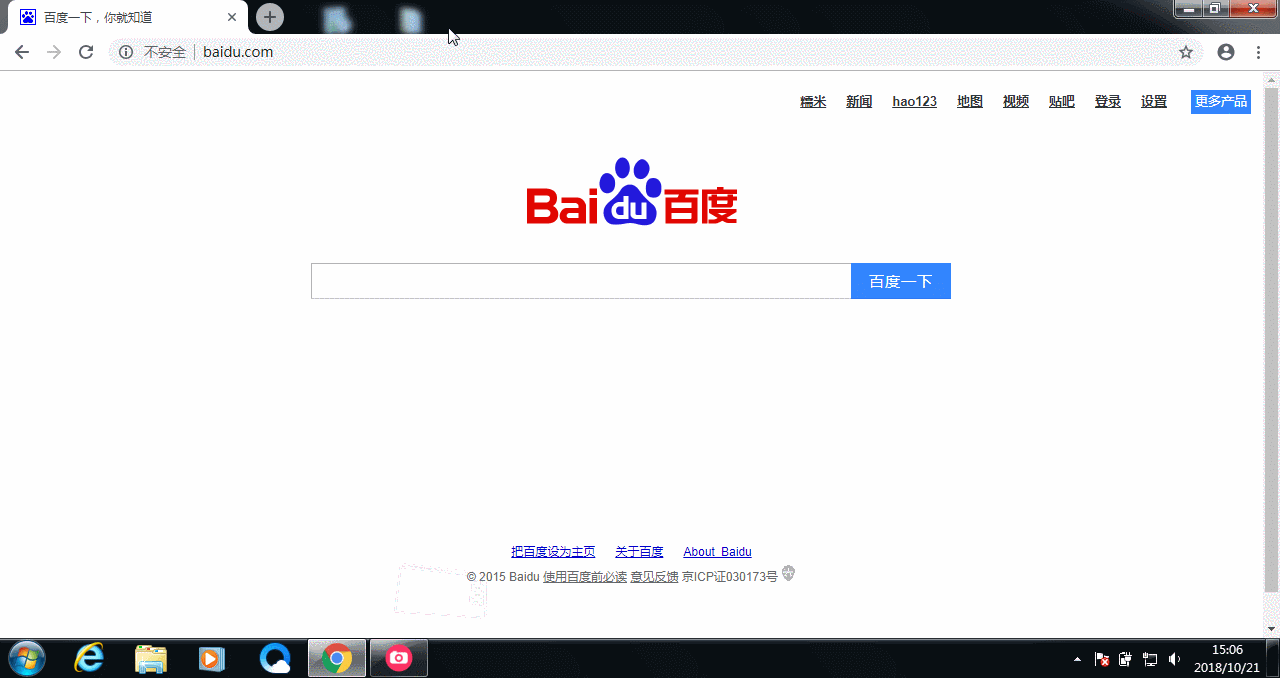 百度一下，你就知道
不安全 baidu.com
糯米 新闻 hao123 地图 视频 贴吧 登录 设置 更多产品
Bai du 百度
百度一下
把百度设为主页 关于百度 About Baidu
© 2015 Baidu 使用百度前必读 意见反馈 京ICP证030173号
15:06
2018/10/21